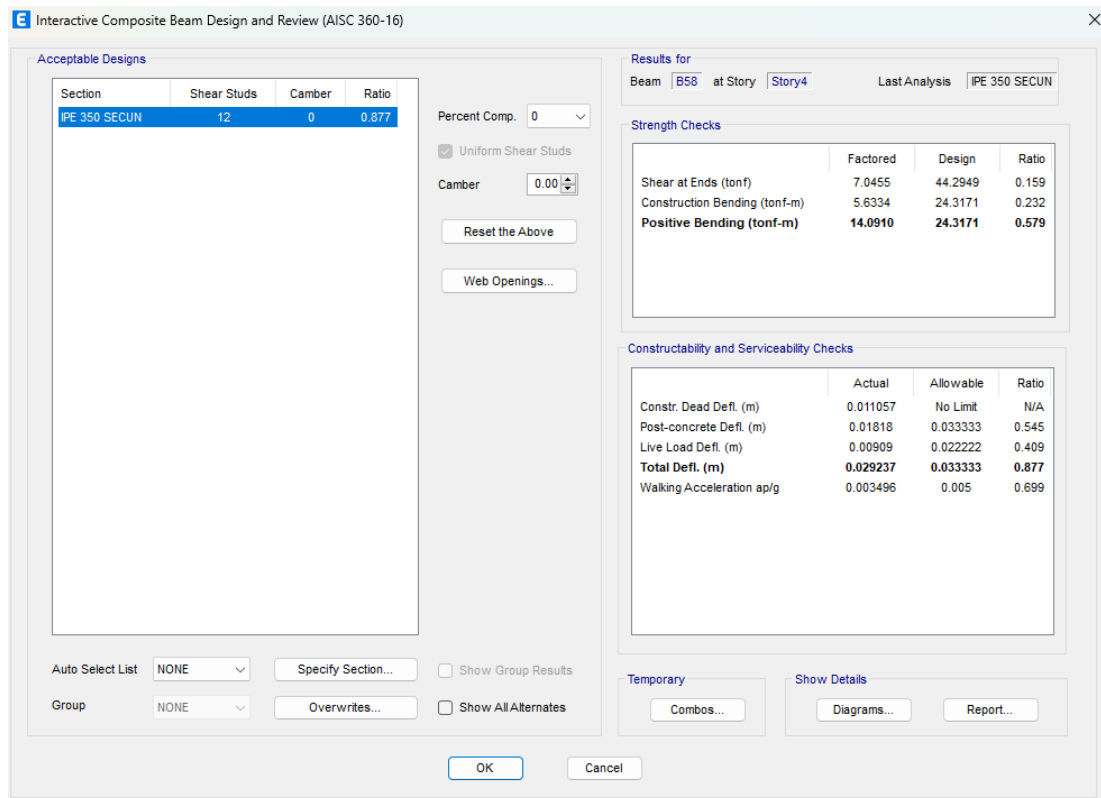 E Interactive Composite Beam Design and Review (AISC 360-16)
Acceptable Designs
Section Shear Studs Camber Ratio
IPE 350 SECUN 12 0 0.877
Percent Comp. 0
Uniform Shear Studs
Camber 0.00
Reset the Above
Web Openings...
Auto Select List NONE Specify Section... Show Group Results
Group NONE Overwrites... Show All Alternates
Results for
Beam B58 at Story Story4 Last Analysis IPE 350 SECUN
Strength Checks
Factored Design Ratio
Shear at Ends (tonf) 7.0455 44.2949 0.159
Construction Bending (tonf-m) 5.6334 24.3171 0.232
Positive Bending (tonf-m) 14.0910 24.3171 0.579
Constructability and Serviceability Checks
Actual Allowable Ratio
Constr. Dead Defl. (m) 0.011057 No Limit N/A
Post-concrete Defl. (m) 0.01818 0.033333 0.545
Live Load Defl. (m) 0.00909 0.022222 0.409
Total Defl. (m) 0.029237 0.033333 0.877
Walking Acceleration ap/g 0.003496 0.005 0.699
Temporary
Combos...
Show Details
Diagrams... Report...
OK Cancel